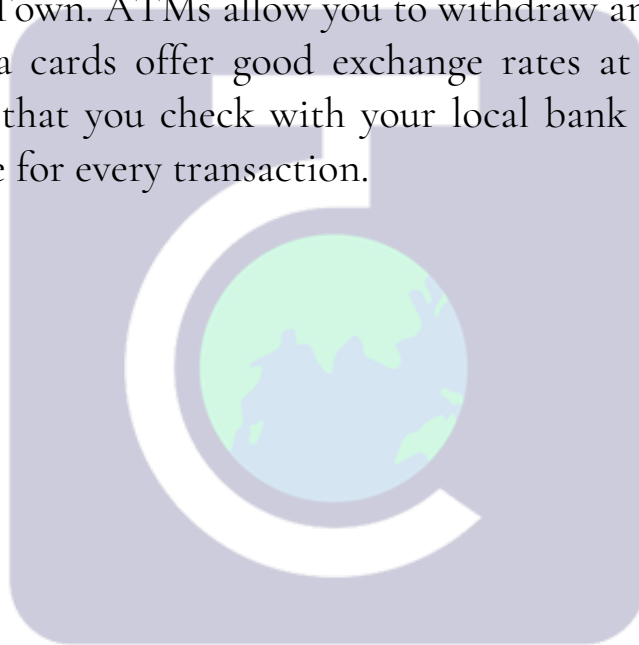 Town. ATMs allow you to withdraw
cards offer good exchange rates at
that you check with your local bank
for every transaction.